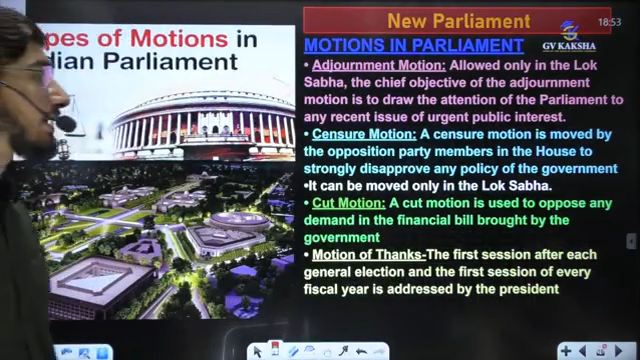 New Parliament
18:53
GV KAKSHA
pes of Motions in
dian Parliament
MOTIONS IN PARLIAMENT
• Adjournment Motion: Allowed only in the Lok
Sabha, the chief objective of the adjournment
motion is to draw the attention of the Parliament to
any recent issue of urgent public interest.
• Censure Motion: A censure motion is moved by
the opposition party members in the House to
strongly disapprove any policy of the government
•It can be moved only in the Lok Sabha.
• Cut Motion: A cut motion is used to oppose any
demand in the financial bill brought by the
government
• Motion of Thanks-The first session after each
general election and the first session of every
fiscal year is addressed by the president